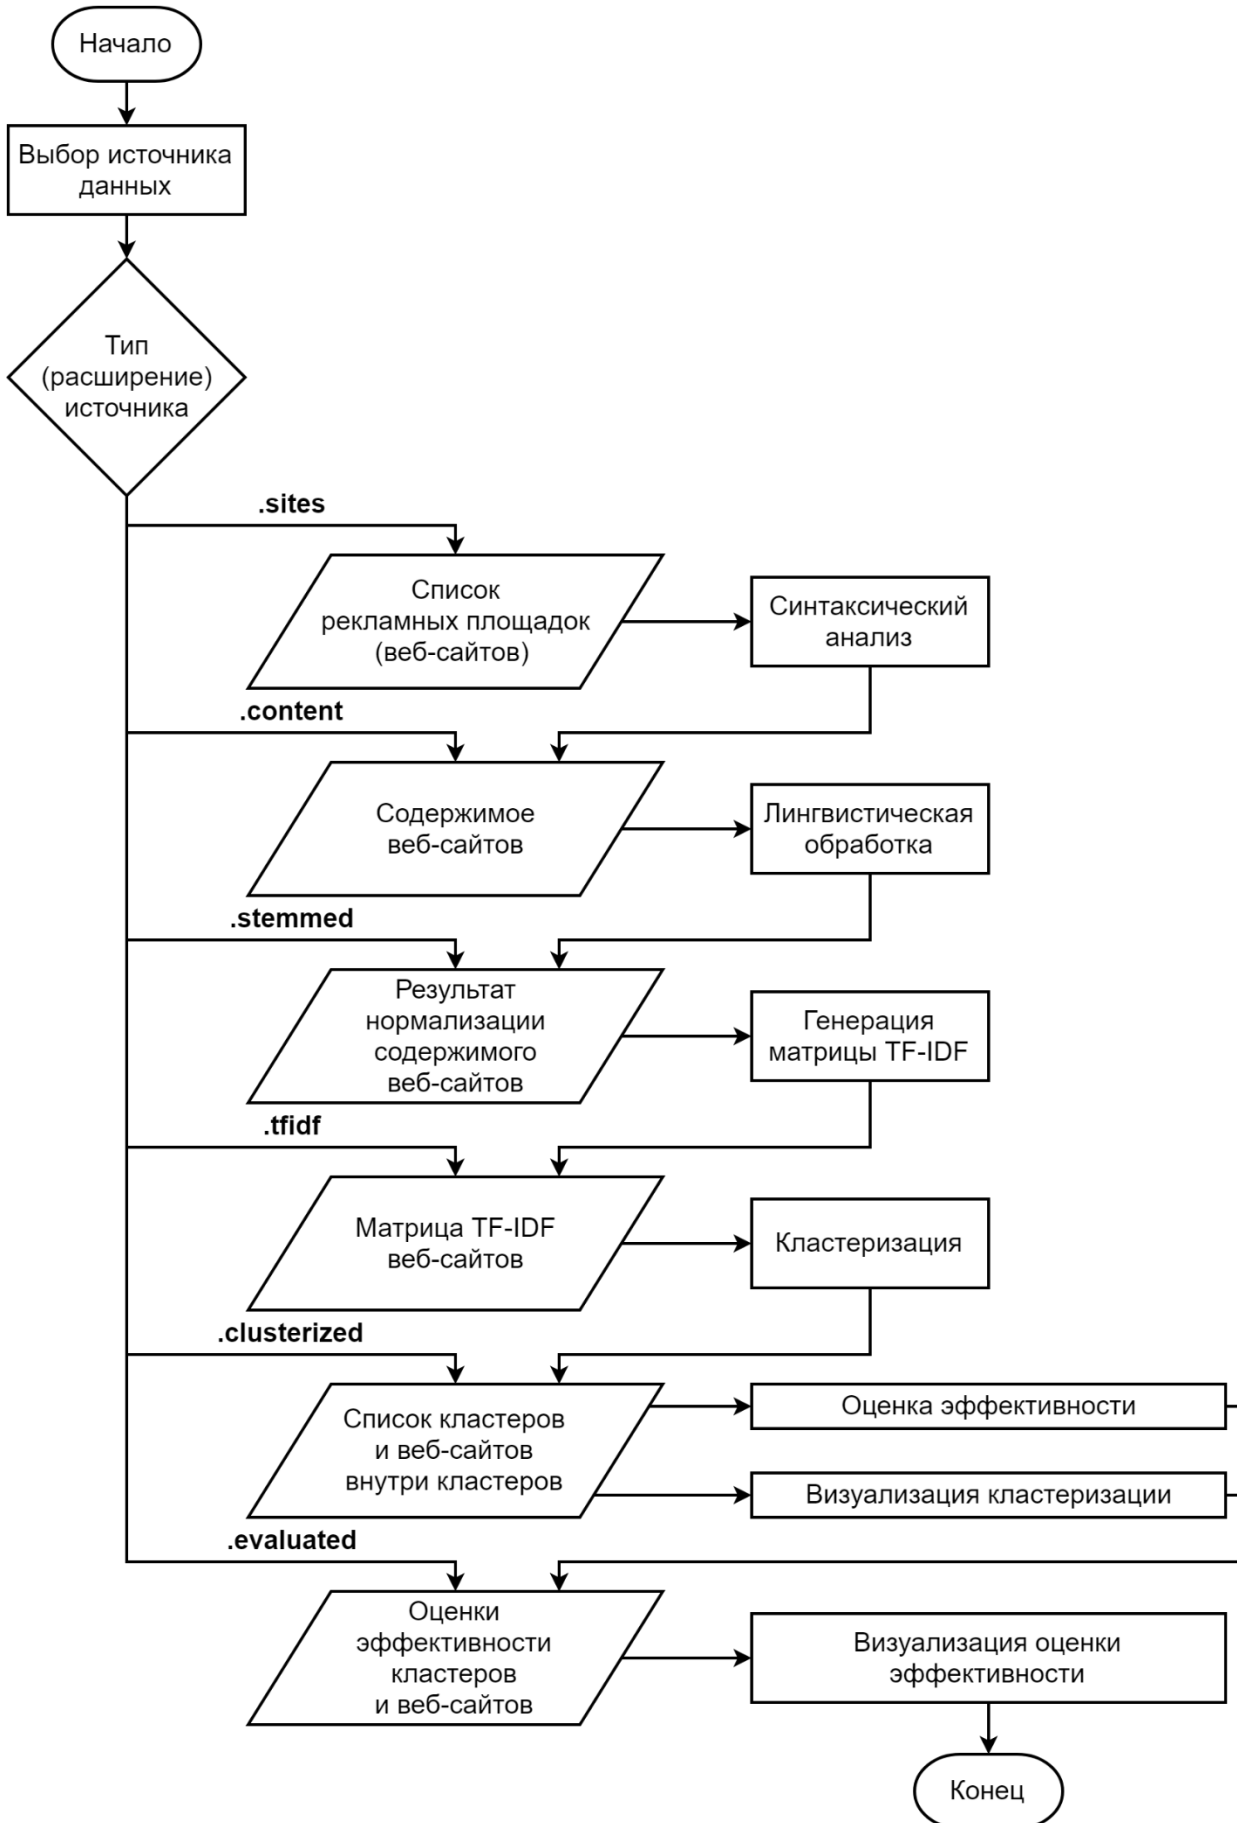 Начало
Выбор источника
данных
Тип
(расширение)
источника
.sites
Список
рекламных площадок
(веб-сайтов)
Синтаксический
анализ
.content
Содержимое
веб-сайтов
Лингвистическая
обработка
.stemmed
Результат
нормализации
содержимого
веб-сайтов
Генерация
матрицы TF-IDF
.tfidf
Матрица TF-IDF
веб-сайтов
Кластеризация
.clusterized
Список кластеров
и веб-сайтов
внутри кластеров
Оценка эффективности
Визуализация кластеризации
.evaluated
Оценки
эффективности
кластеров
и веб-сайтов
Визуализация оценки
эффективности
Конец